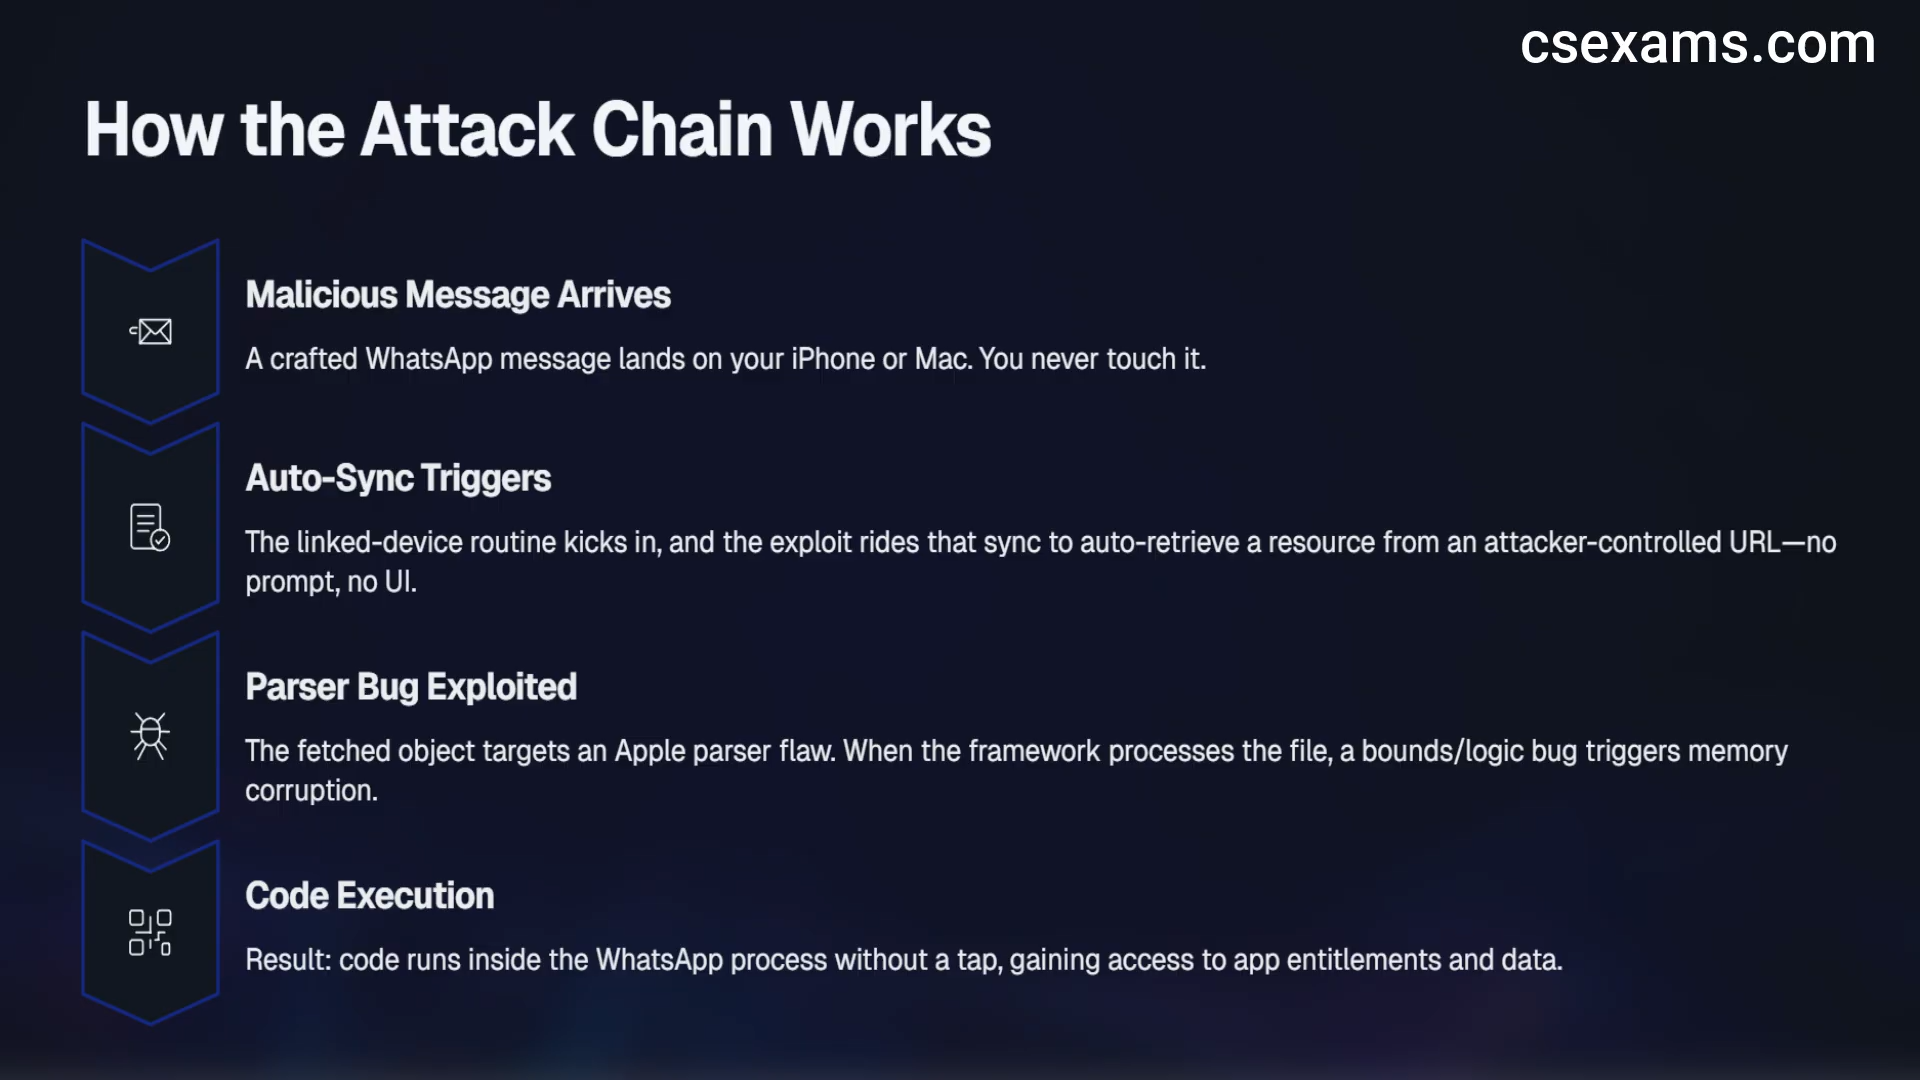 csexams.com
How the Attack Chain Works
Malicious Message Arrives
A crafted WhatsApp message lands on your iPhone or Mac. You never touch it.
Auto-Sync Triggers
The linked-device routine kicks in, and the exploit rides that sync to auto-retrieve a resource from an attacker-controlled URL—no
prompt, no UI.
Parser Bug Exploited
The fetched object targets an Apple parser flaw. When the framework processes the file, a bounds/logic bug triggers memory
corruption.
Code Execution
Result: code runs inside the WhatsApp process without a tap, gaining access to app entitlements and data.